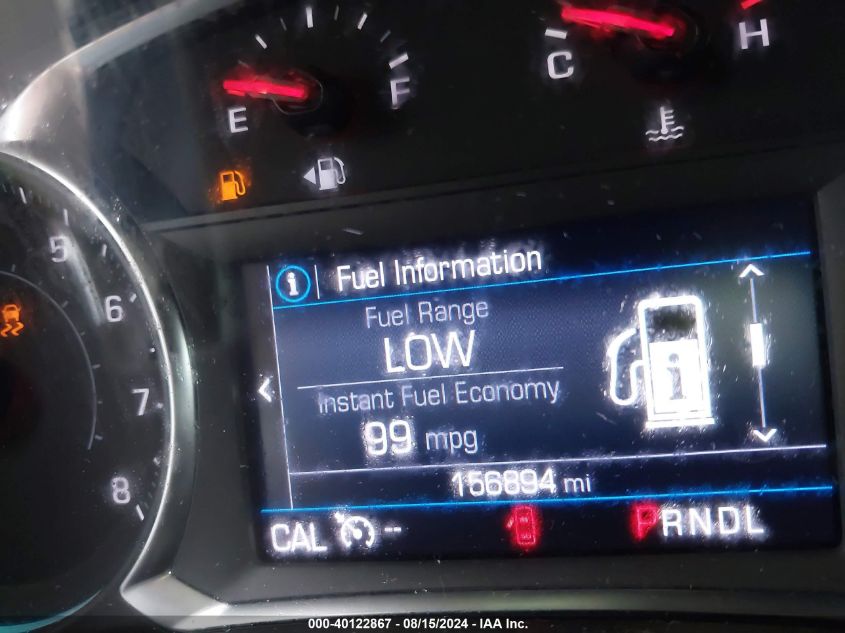 E
F
C
H
5
6
7
8
i
Fuel Information
Fuel Range
LOW
Instant Fuel Economy
99 mpg
i
156894 mi
CAL -- PRNDL
000-40122867 - 08/15/2024 - IAA Inc.